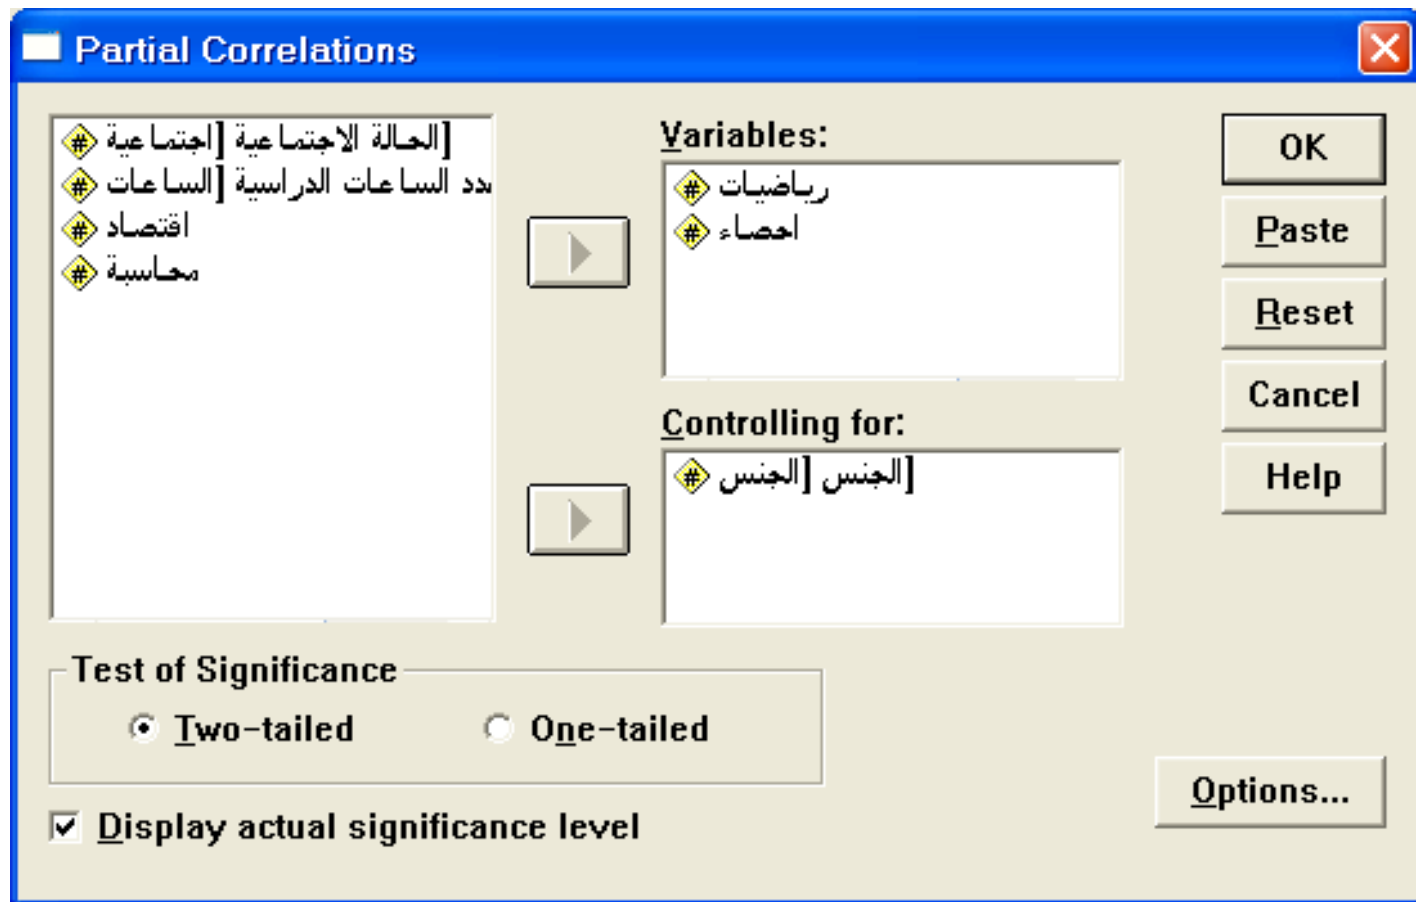 Partial Correlations
الحالة الاجتماعية [اجتماعية]
عدد الساعات الدراسية [الساعات
اقتصاد
محاسبة
Variables:
رياضيات
احصاء
Controlling for:
الجنس [الجنس]
OK
Paste
Reset
Cancel
Help
Test of Significance
Two-tailed
One-tailed
Display actual significance level
Options...